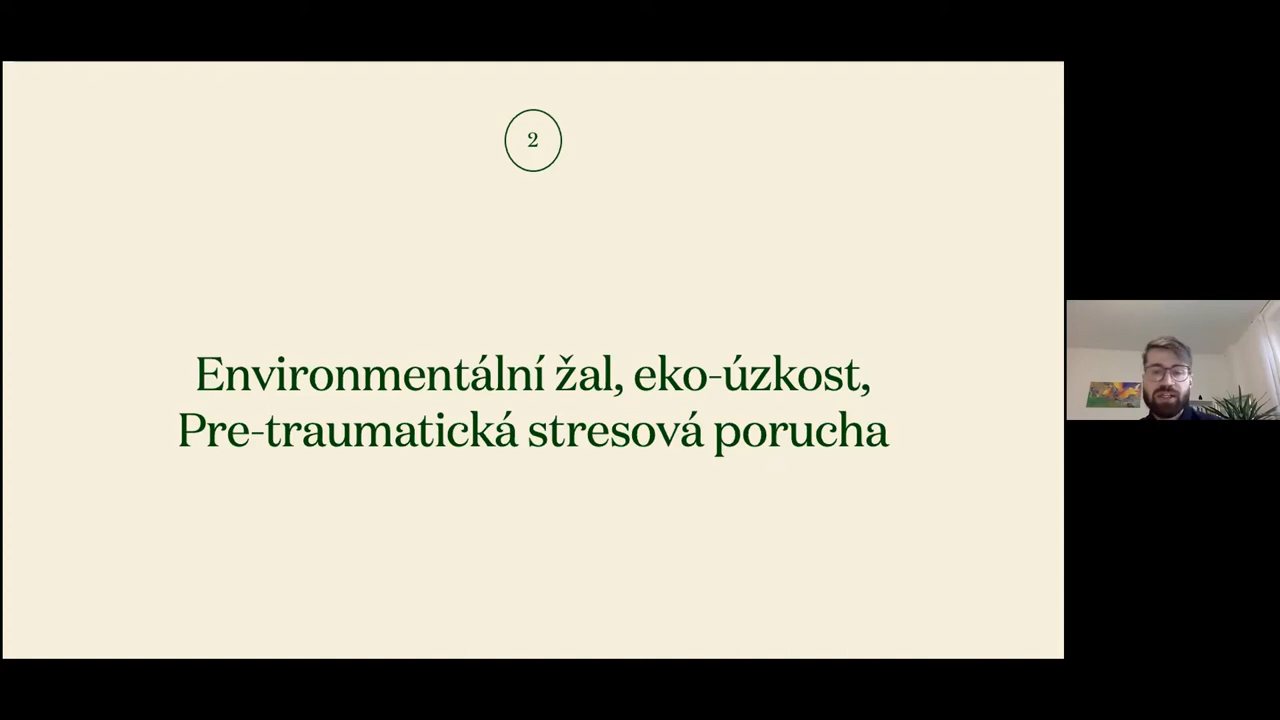 2
Environmentální žal, eko-úzkost,
Pre-traumatická stresová porucha